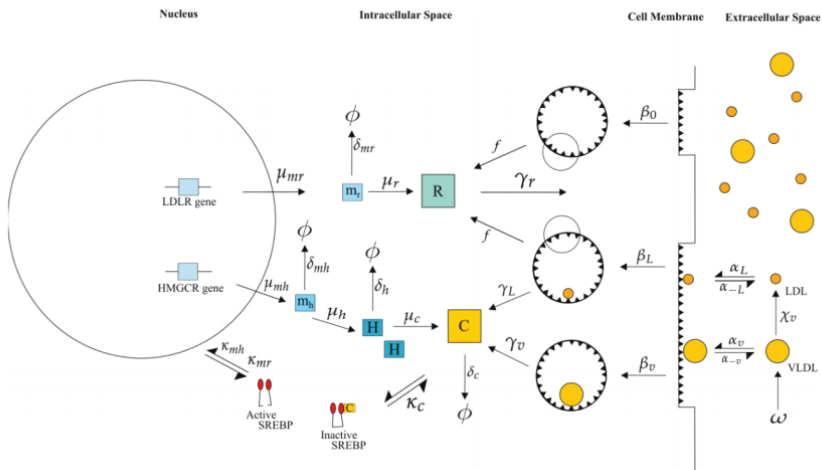 Nucleus
Intracellular Space
Cell Membrane
Extracellular Space
ϕ
δmr
f
β0
μmr
mr
μr
R
γr
LDLR gene
ϕ
δmh
ϕ
δh
f
βL
αL
α-L
LDL
HMGCR gene
μmh
mh
μh
H
H
μc
C
γL
γv
χv
κmh
κmr
βv
αv
α-v
VLDL
δc
κc
ϕ
ω
C
Active
SREBP
Inactive
SREBP